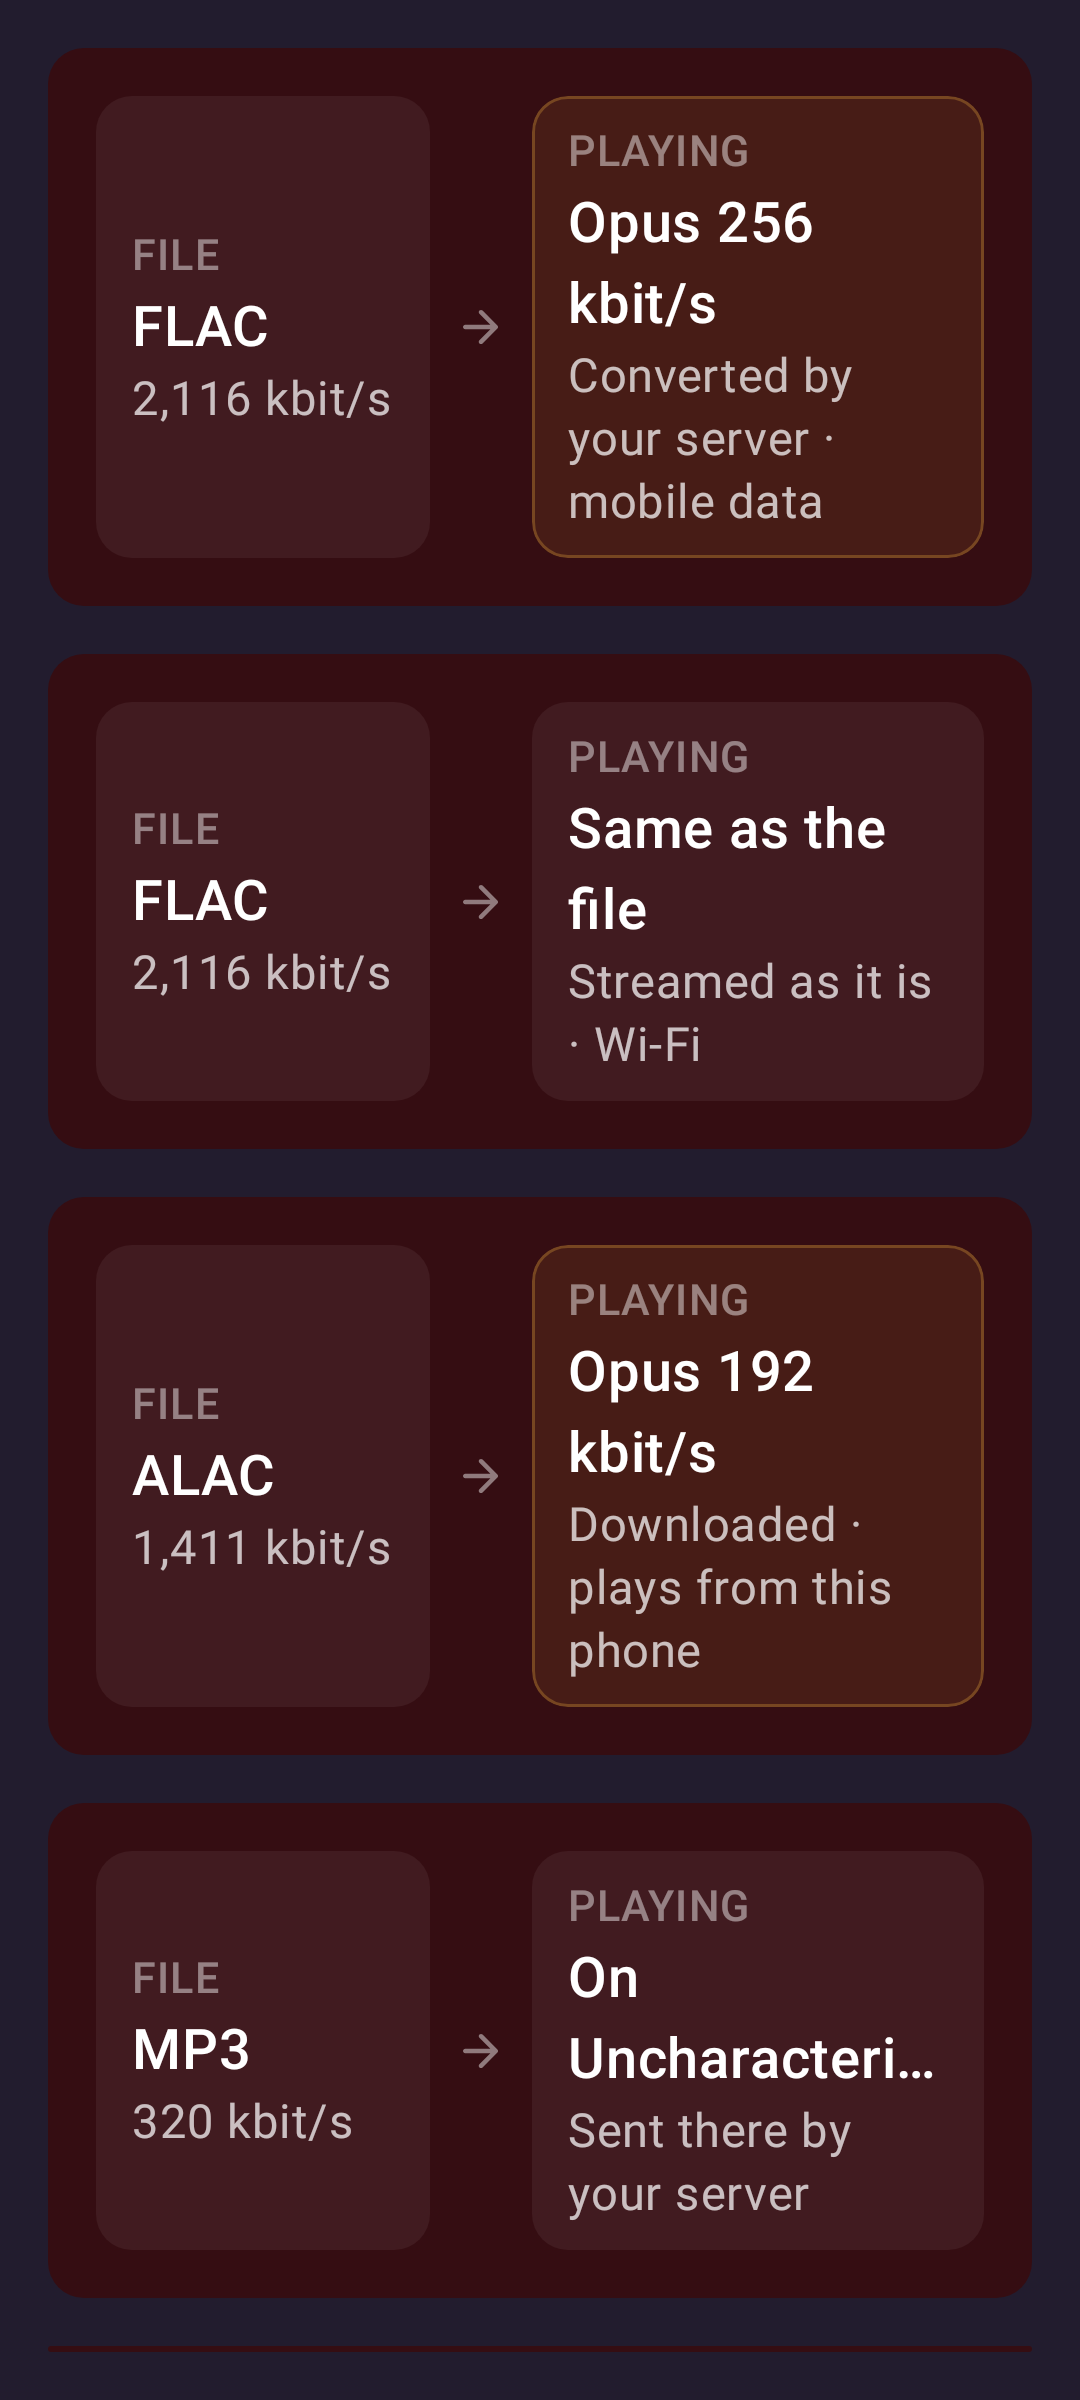 FILE
FLAC
2,116 kbit/s
PLAYING
Opus 256
kbit/s
Converted by
your server ·
mobile data
FILE
FLAC
2,116 kbit/s
PLAYING
Same as the
file
Streamed as it is
· Wi-Fi
FILE
ALAC
1,411 kbit/s
PLAYING
Opus 192
kbit/s
Downloaded ·
plays from this
phone
FILE
MP3
320 kbit/s
PLAYING
On
Uncharacteri…
Sent there by
your server